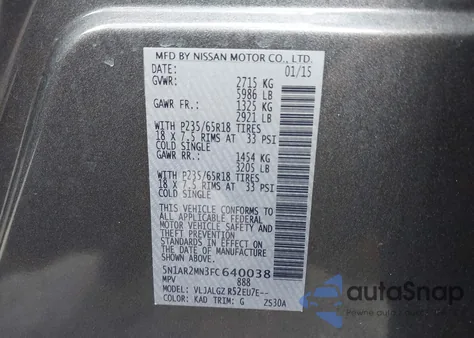 MFD BY NISSAN MOTOR CO., LTD.
DATE: 01/15
GVWR: 2715 KG
5986 LB
GAWR FR.: 1325 KG
2921 LB
WITH P235/65R18 TIRES
18 X 7.5 RIMS AT 33 PSI
COLD SINGLE
GAWR RR.: 1454 KG
3205 LB
WITH P235/65R18 TIRES
18 X 7.5 RIMS AT 33 PSI
COLD SINGLE
THIS VEHICLE CONFORMS TO
ALL APPLICABLE FEDERAL
MOTOR VEHICLE SAFETY AND
THEFT PREVENTION
STANDARDS IN EFFECT ON
THE DATE OF MANUFACTURE
SHOWN ABOVE.
5N1AR2MN3FC640038
MPV 888
MODEL: VLJALGZ R52EU7E--
COLOR: KAD TRIM: G ZS30A
autoSnap
www.autosnap.com